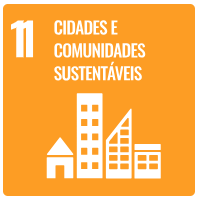 11 CIDADES E
COMUNIDADES
SUSTENTÁVEIS